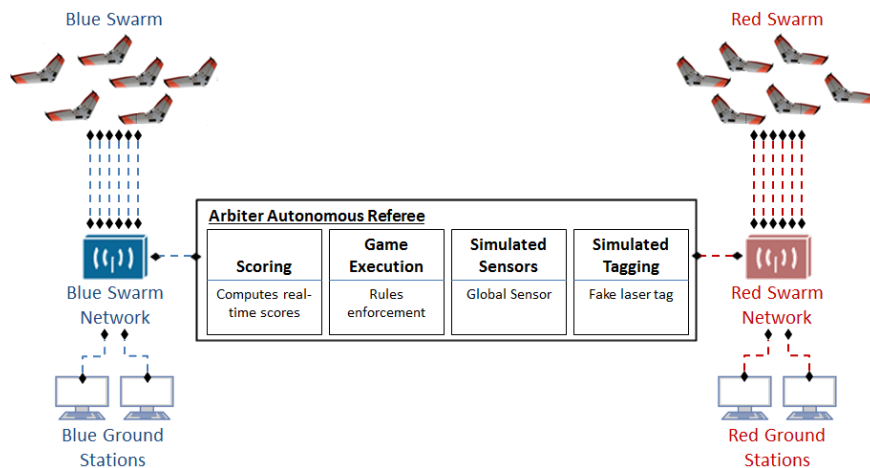 Blue Swarm
Red Swarm
Arbiter Autonomous Referee
Scoring
Computes real-
time scores
Game
Execution
Rules
enforcement
Simulated
Sensors
Global Sensor
Simulated
Tagging
Fake laser tag
Blue Swarm
Network
Red Swarm
Network
Blue Ground
Stations
Red Ground
Stations